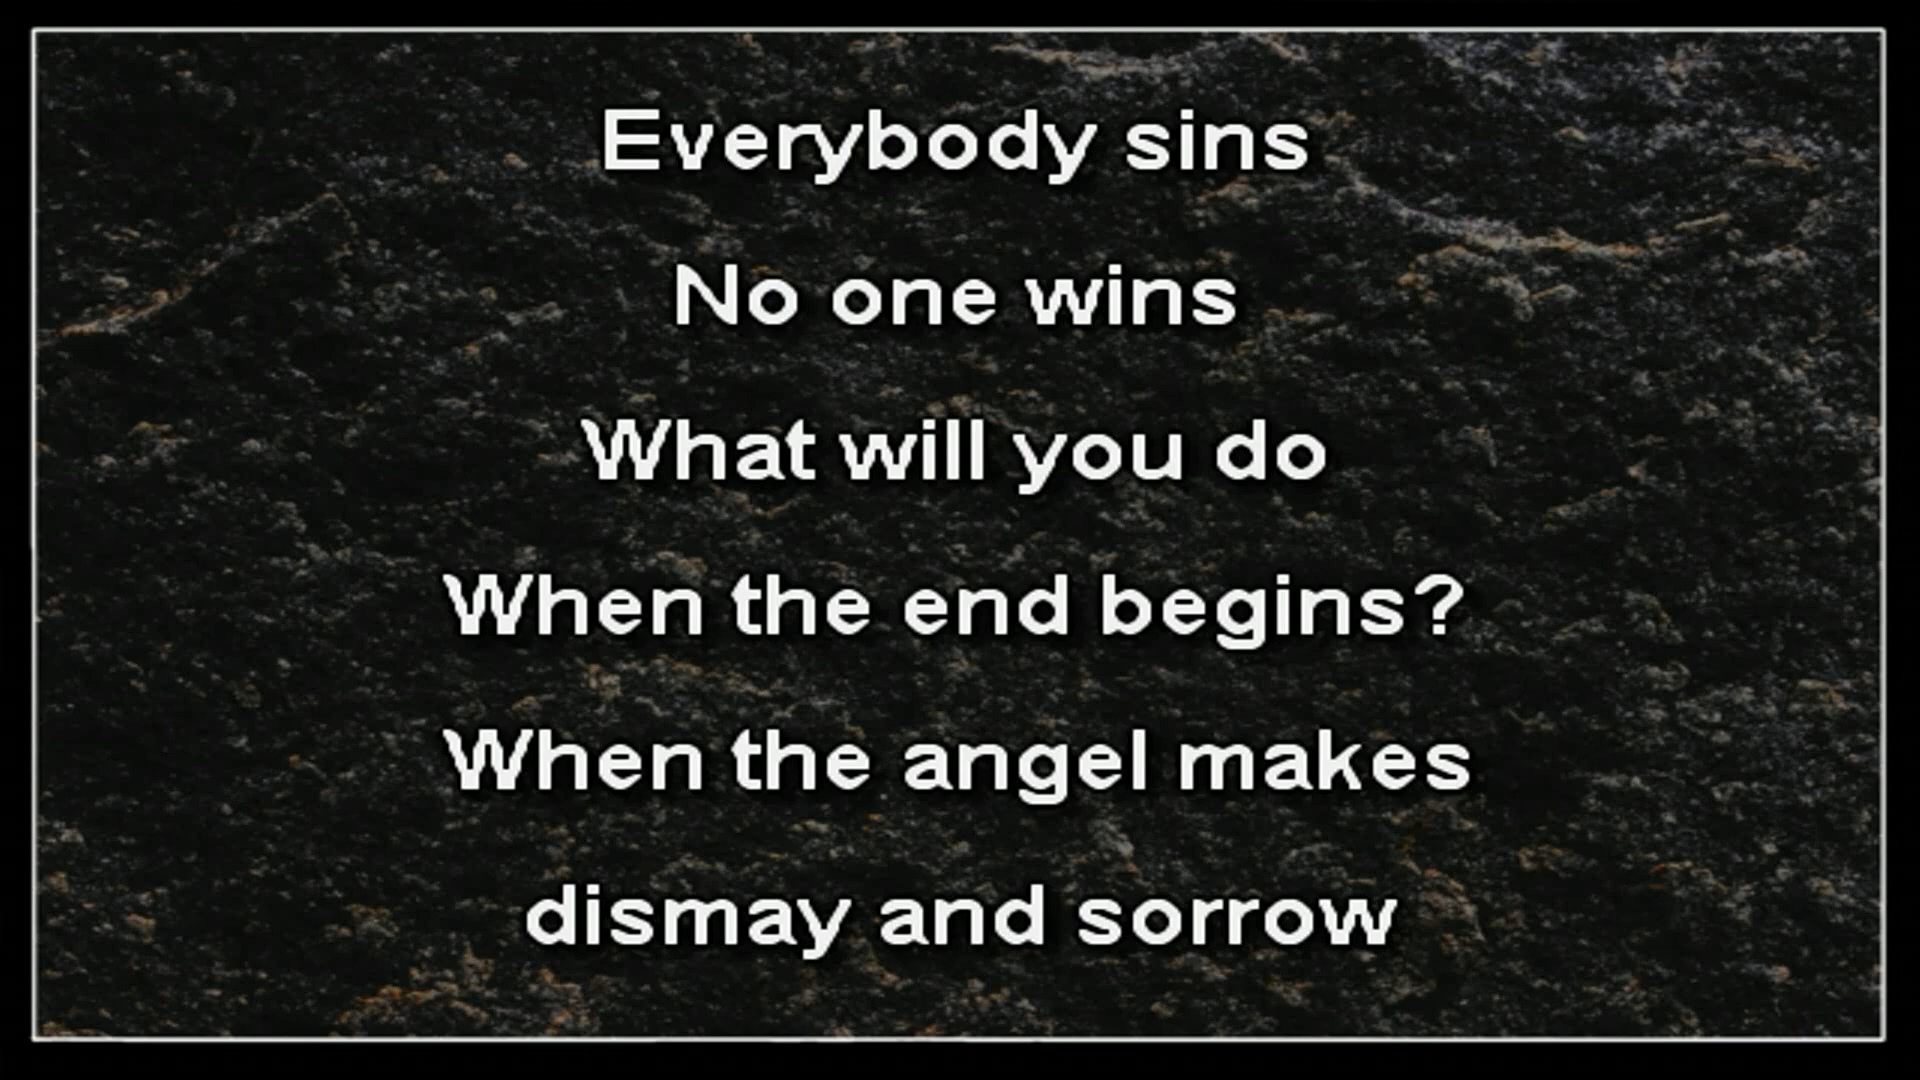 Everybody sins
No one wins
What will you do
When the end begins?
When the angel makes
dismay and sorrow